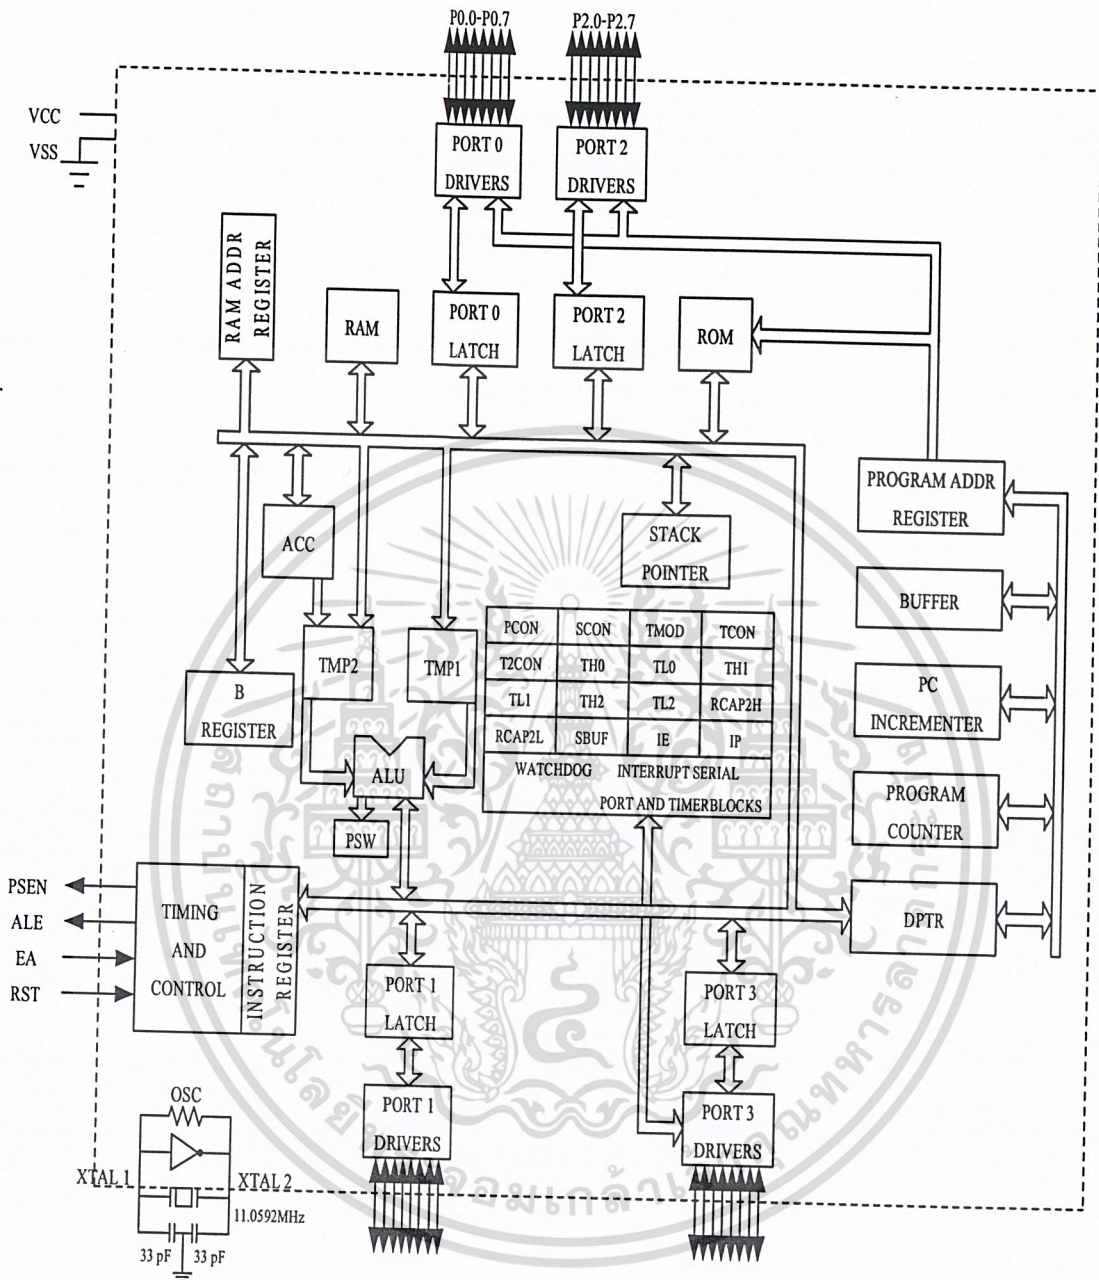 P0.0-P0.7
P2.0-P2.7
VCC
VSS
PORT 0
DRIVERS
PORT 2
DRIVERS
RAM ADDR
REGISTER
RAM
PORT 0
LATCH
PORT 2
LATCH
ROM
PROGRAM ADDR
REGISTER
ACC
STACK
POINTER
BUFFER
TMP2
TMP1
B
REGISTER
PCON SCON TMOD TCON
T2CON TH0 TL0 TH1
TL1 TH2 TL2 RCAP2H
RCAP2L SBUF IE IP
WATCHDOG INTERRUPT SERIAL
PORT AND TIMERBLOCKS
PC
INCREMENTER
ALU
PSW
PROGRAM
COUNTER
PSEN
ALE
EA
RST
TIMING
AND
CONTROL
INSTRUCTION
REGISTER
DPTR
PORT 1
LATCH
PORT 3
LATCH
OSC
PORT 1
DRIVERS
PORT 3
DRIVERS
XTAL 1
XTAL 2
11.0592MHz
33 pF
33 pF